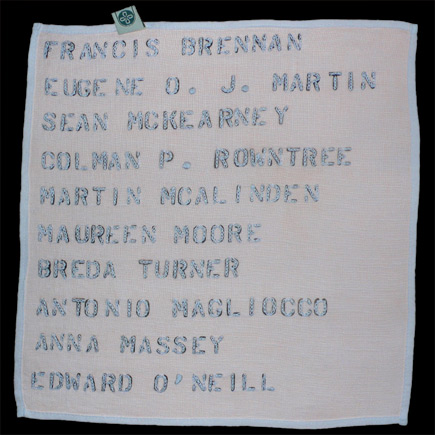 FRANCIS BRENNAN
EUGENE O. J. MARTIN
SEAN MCKEARNEY
COLMAN P. ROWNTREE
MARTIN MCALINDEN
MAUREEN MOORE
BREDA TURNER
ANTONIO MAGLIOCCO
ANNA MASSEY
EDWARD O'NEILL